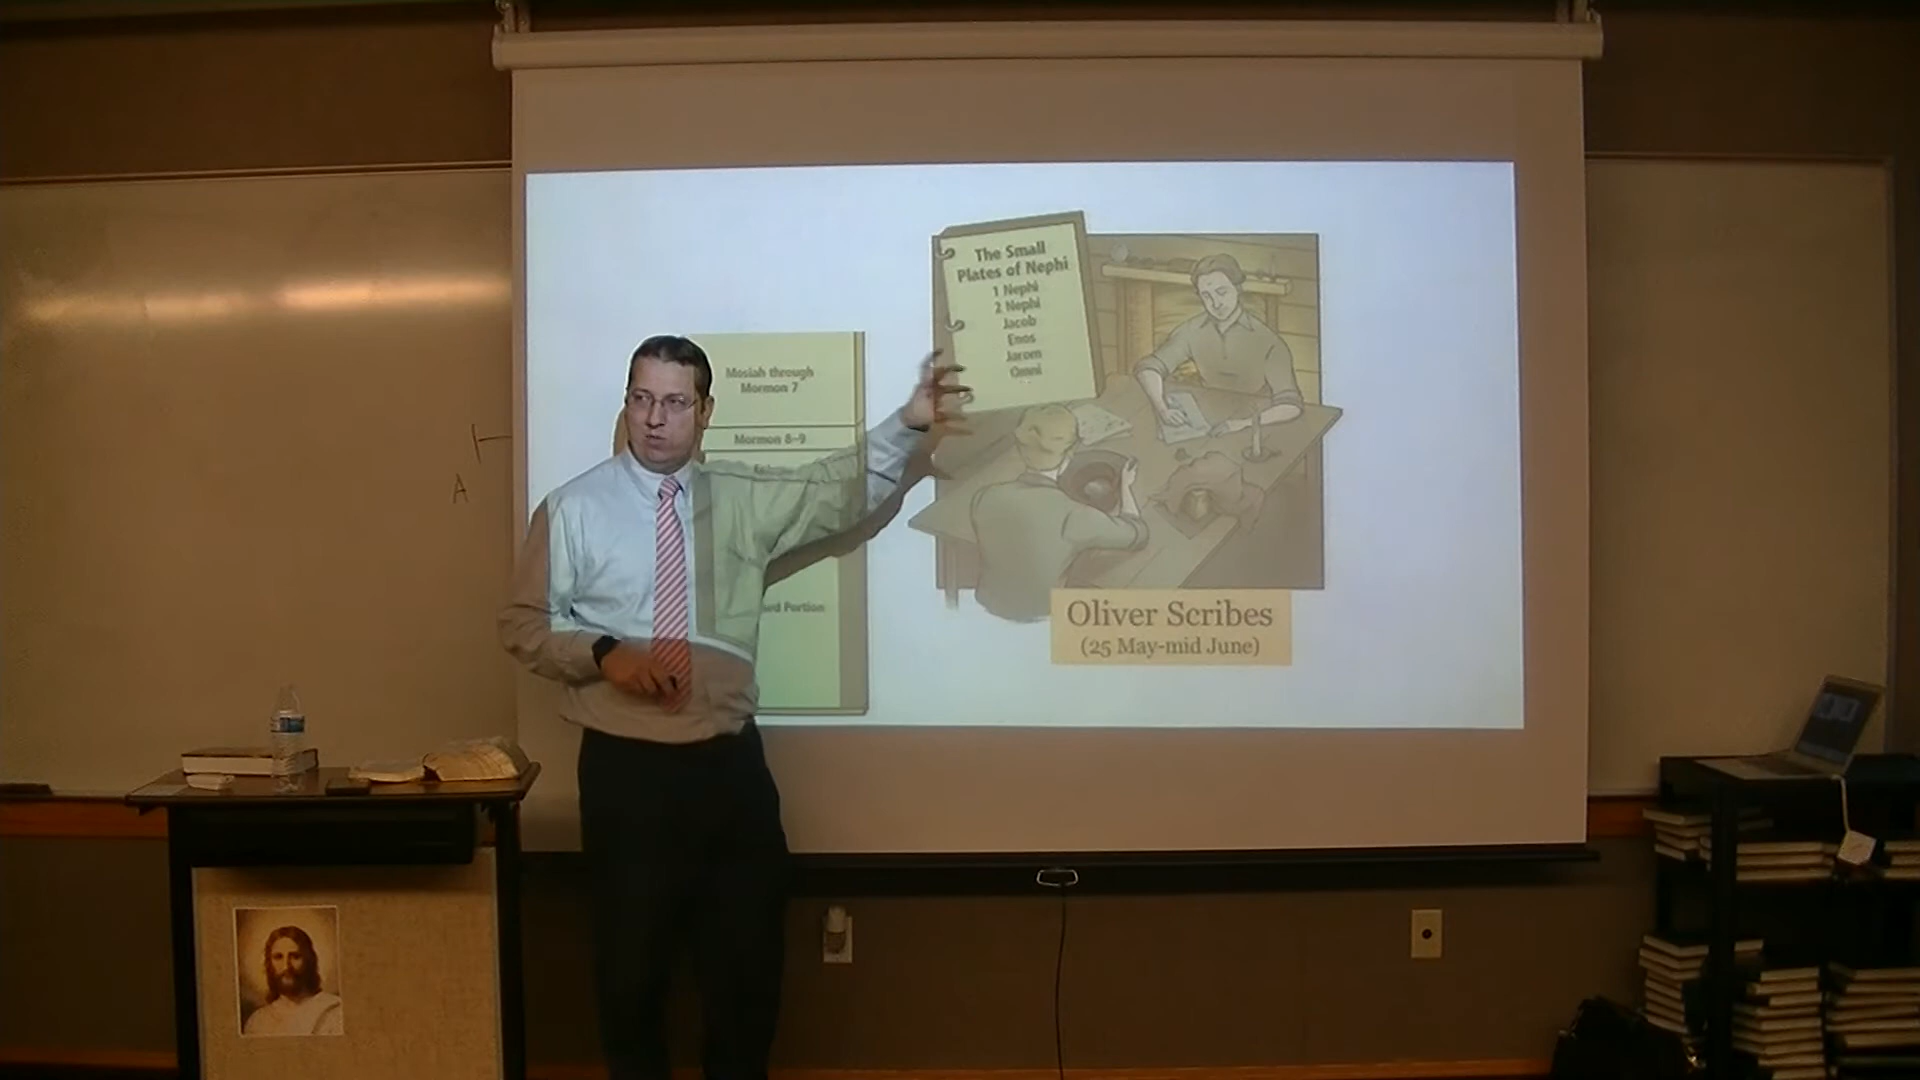 The Small
Plates of Nephi
1 Nephi
2 Nephi
Jacob
Enos
Jarom
Omni
Mosiah through
Mormon 7
Mormon 8-9
Portion
Oliver Scribes
(25 May-mid June)
A